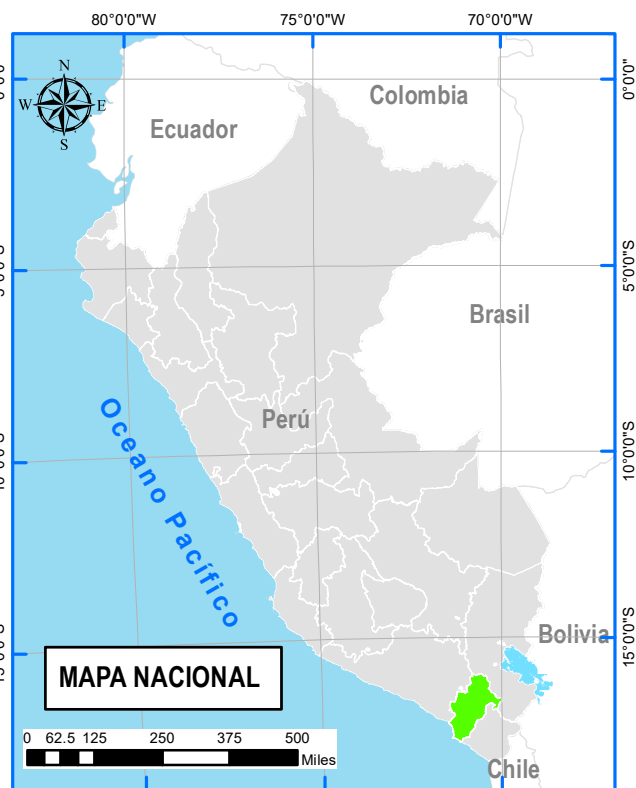 80°0'0"W 75°0'0"W 70°0'0"W
N
W E
S
0°0'0"
Colombia
Ecuador
5°0'0"S
Brasil
Perú
Oceano Pacífico
10°0'0"S
15°0'0"S
Bolivia
MAPA NACIONAL
0 62.5 125 250 375 500
Miles
Chile